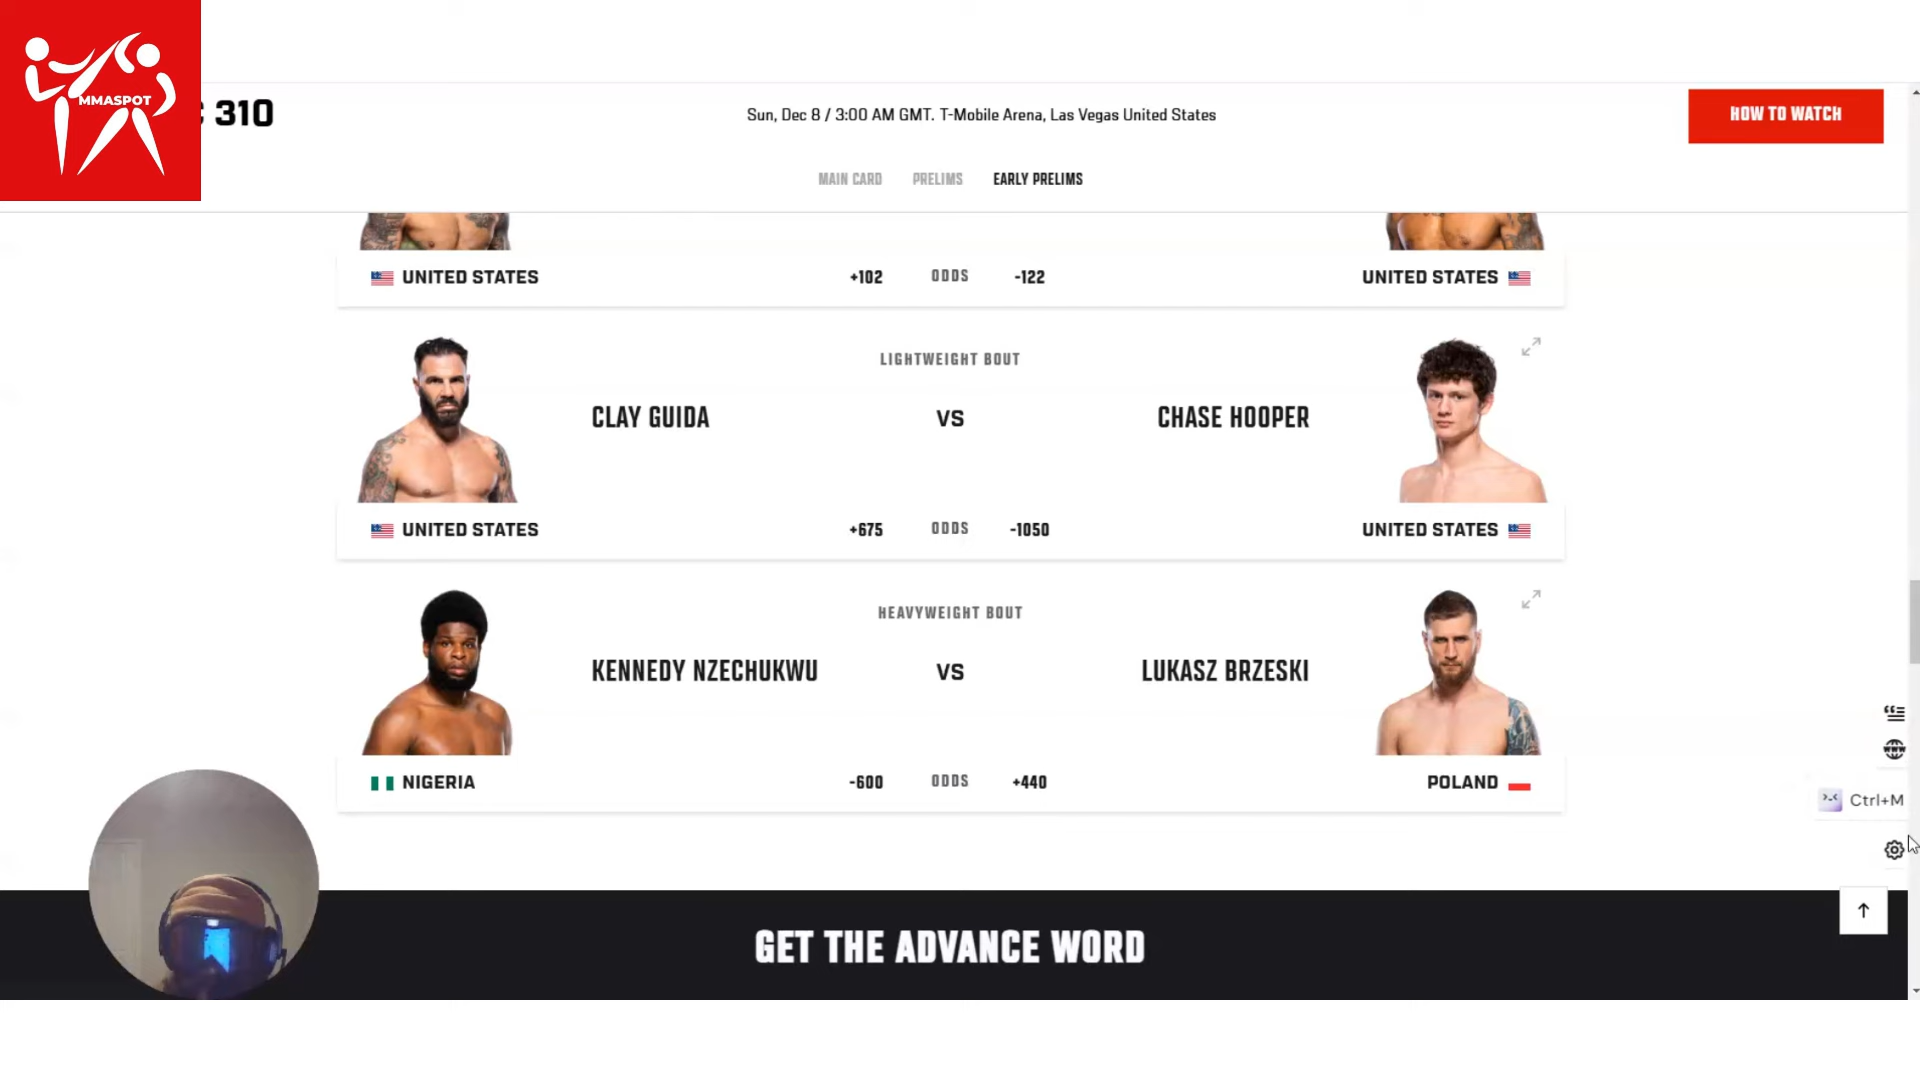 MMASPOT
310
Sun, Dec 8 / 3:00 AM GMT. T-Mobile Arena, Las Vegas United States
HOW TO WATCH
MAIN CARD PRELIMS EARLY PRELIMS
UNITED STATES +102 ODDS -122 UNITED STATES
LIGHTWEIGHT BOUT
CLAY GUIDA VS CHASE HOOPER
UNITED STATES +675 ODDS -1050 UNITED STATES
HEAVYWEIGHT BOUT
KENNEDY NZECHUKWU VS LUKASZ BRZESKI
NIGERIA -600 ODDS +440 POLAND
Ctrl+M
GET THE ADVANCE WORD